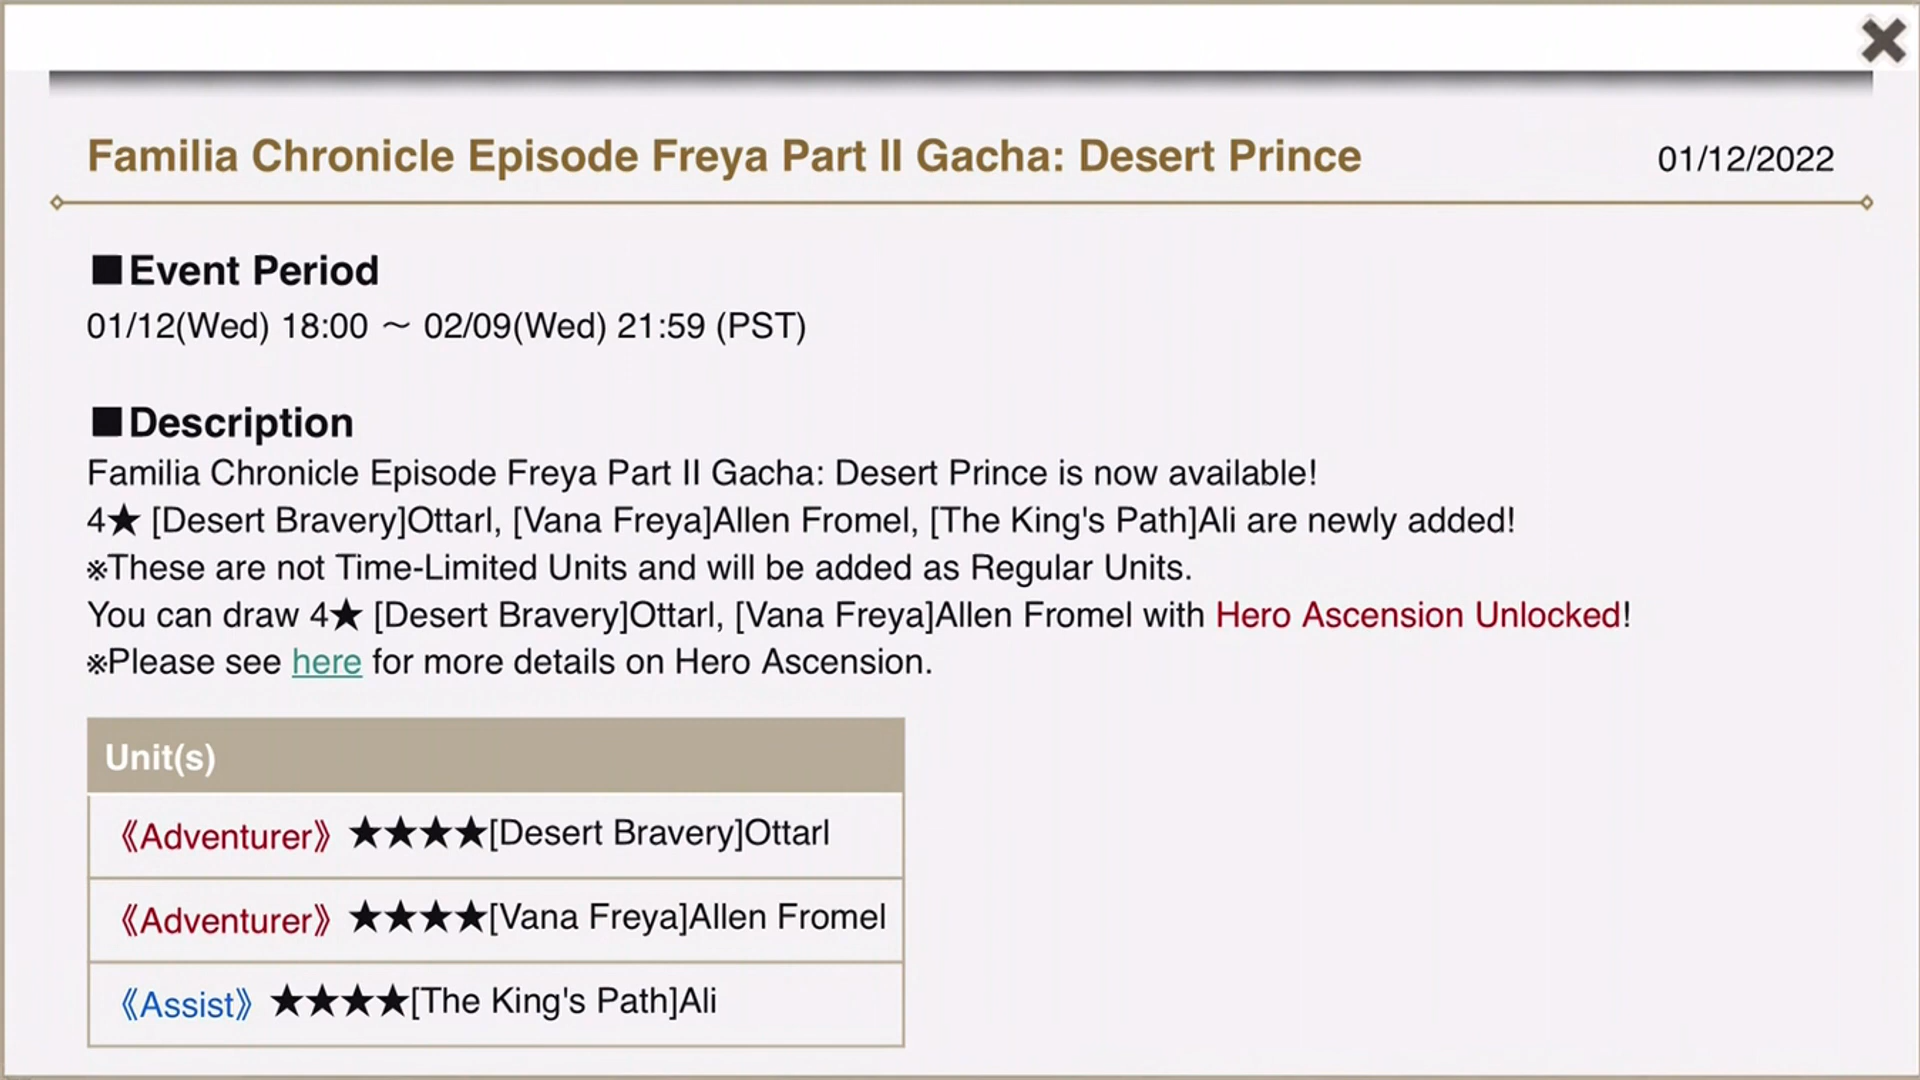 Familia Chronicle Episode Freya Part II Gacha: Desert Prince
01/12/2022
■Event Period
01/12(Wed) 18:00 ～ 02/09(Wed) 21:59 (PST)
■Description
Familia Chronicle Episode Freya Part II Gacha: Desert Prince is now available!
4★ [Desert Bravery]Ottarl, [Vana Freya]Allen Fromel, [The King's Path]Ali are newly added!
※These are not Time-Limited Units and will be added as Regular Units.
You can draw 4★ [Desert Bravery]Ottarl, [Vana Freya]Allen Fromel with Hero Ascension Unlocked!
※Please see here for more details on Hero Ascension.
Unit(s)
《Adventurer》 ★★★★[Desert Bravery]Ottarl
《Adventurer》 ★★★★[Vana Freya]Allen Fromel
《Assist》 ★★★★[The King's Path]Ali